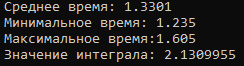 Среднее время: 1.3301
Минимальное время: 1.235
Максимальное время:1.605
Значение интеграла: 2.1309955